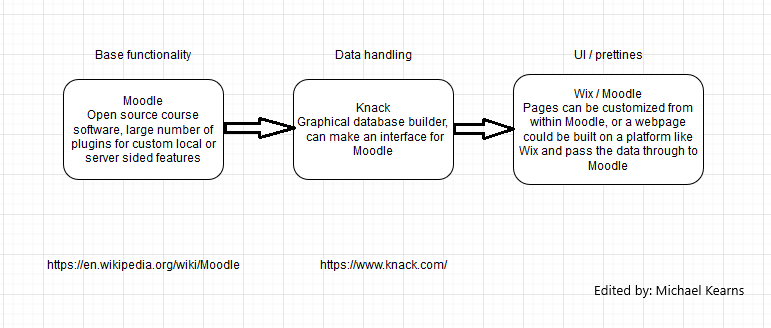 Base functionality
Data handling
UI / prettines
Moodle
Open source course
software, large number of
plugins for custom local or
server sided features
Knack
Graphical database builder,
can make an interface for
Moodle
Wix / Moodle
Pages can be customized from
within Moodle, or a webpage
could be built on a platform like
Wix and pass the data through to
Moodle
https://en.wikipedia.org/wiki/Moodle
https://www.knack.com/
Edited by: Michael Kearns